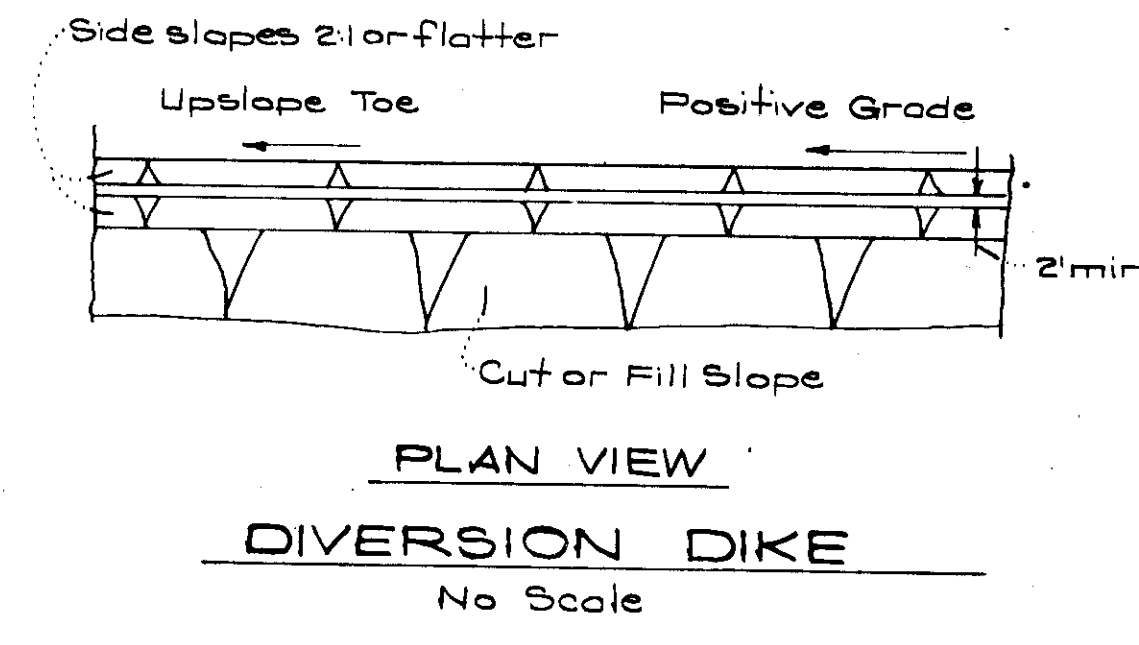 Side slopes 2:1 or flatter
Upslope Toe
Positive Grade
2' min
Cut or Fill Slope
PLAN VIEW
DIVERSION DIKE
No Scale